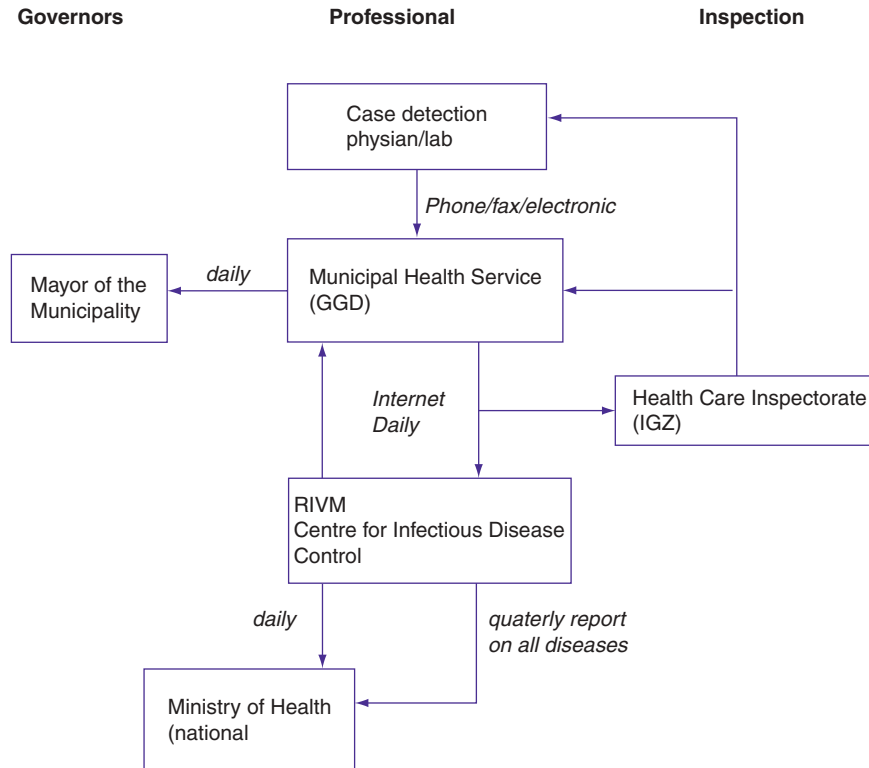 Governors Professional Inspection
Case detection
physian/lab
Phone/fax/electronic
Municipal Health Service
(GGD)
daily
Mayor of the
Municipality
Internet
Daily
Health Care Inspectorate
(IGZ)
RIVM
Centre for Infectious Disease
Control
daily
quaterly report
on all diseases
Ministry of Health
(national